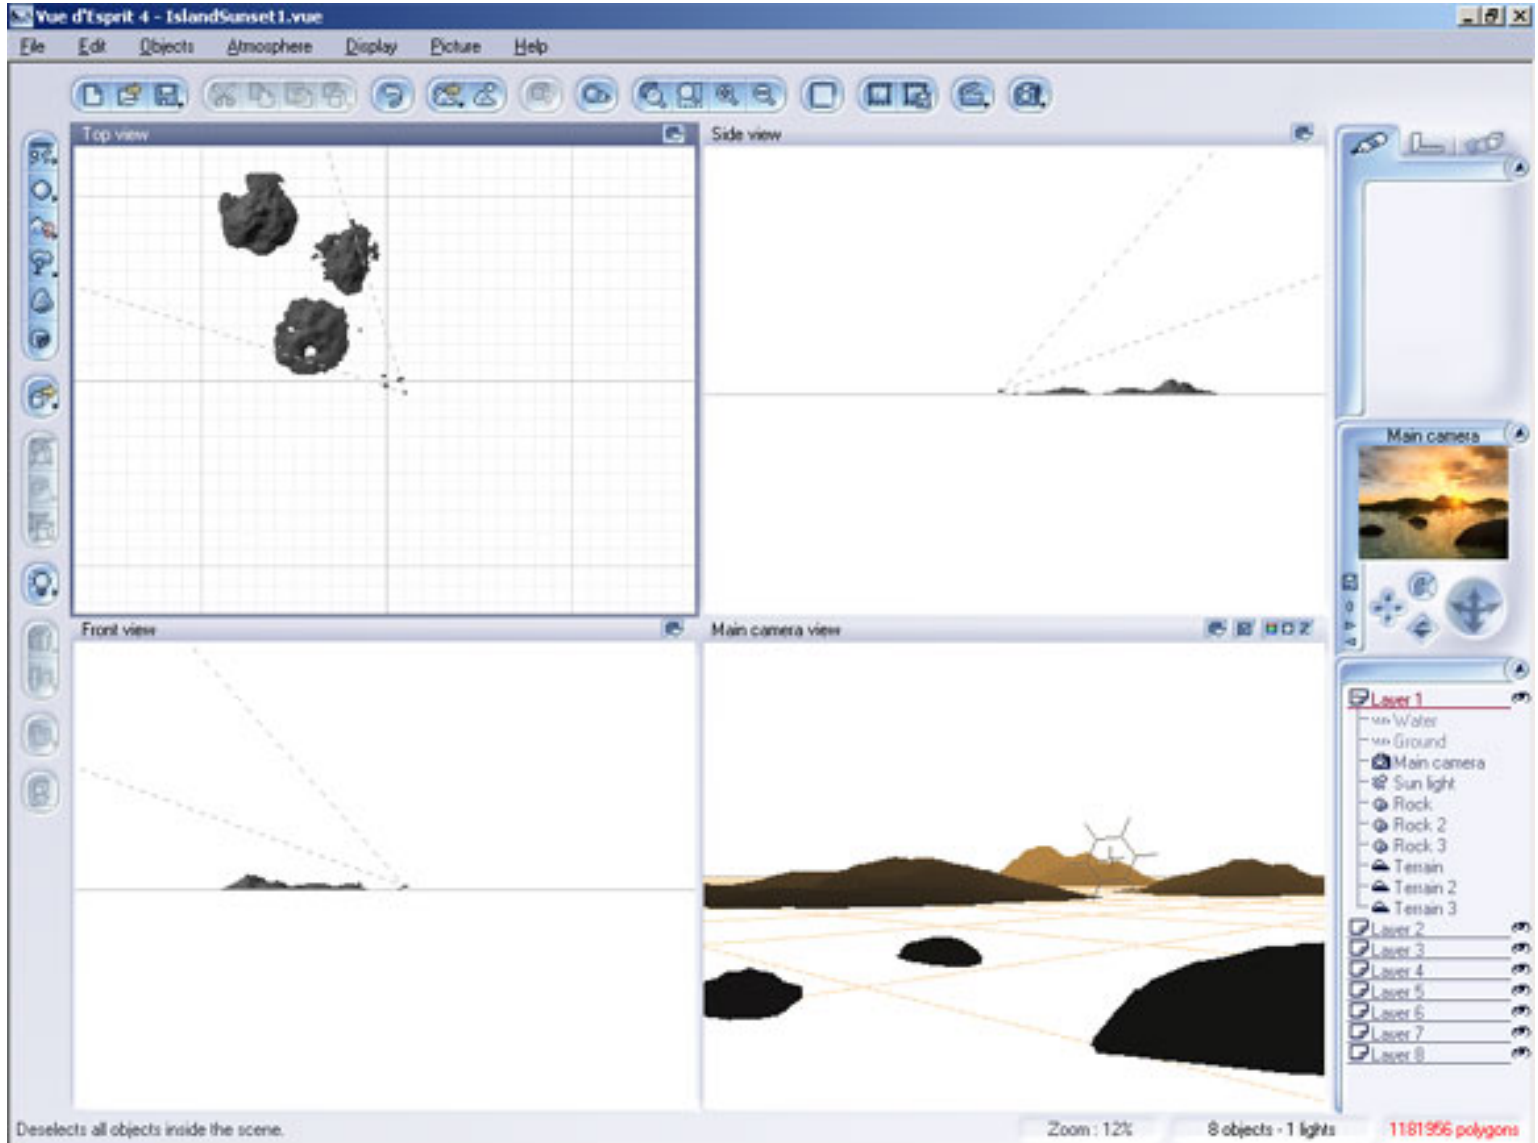 Vue d'Esprit 4 - IslandSunset1.vue
File Edit Objects Atmosphere Display Picture Help
Top view
Side view
Main camera
Front view
Main camera view
Layer 1
Water
Ground
Main camera
Sun light
Rock
Rock 2
Rock 3
Terrain
Terrain 2
Terrain 3
Layer 2
Layer 3
Layer 4
Layer 5
Layer 6
Layer 7
Layer 8
Deselects all objects inside the scene.
Zoom : 12%
8 objects - 1 lights
1181956 polygons